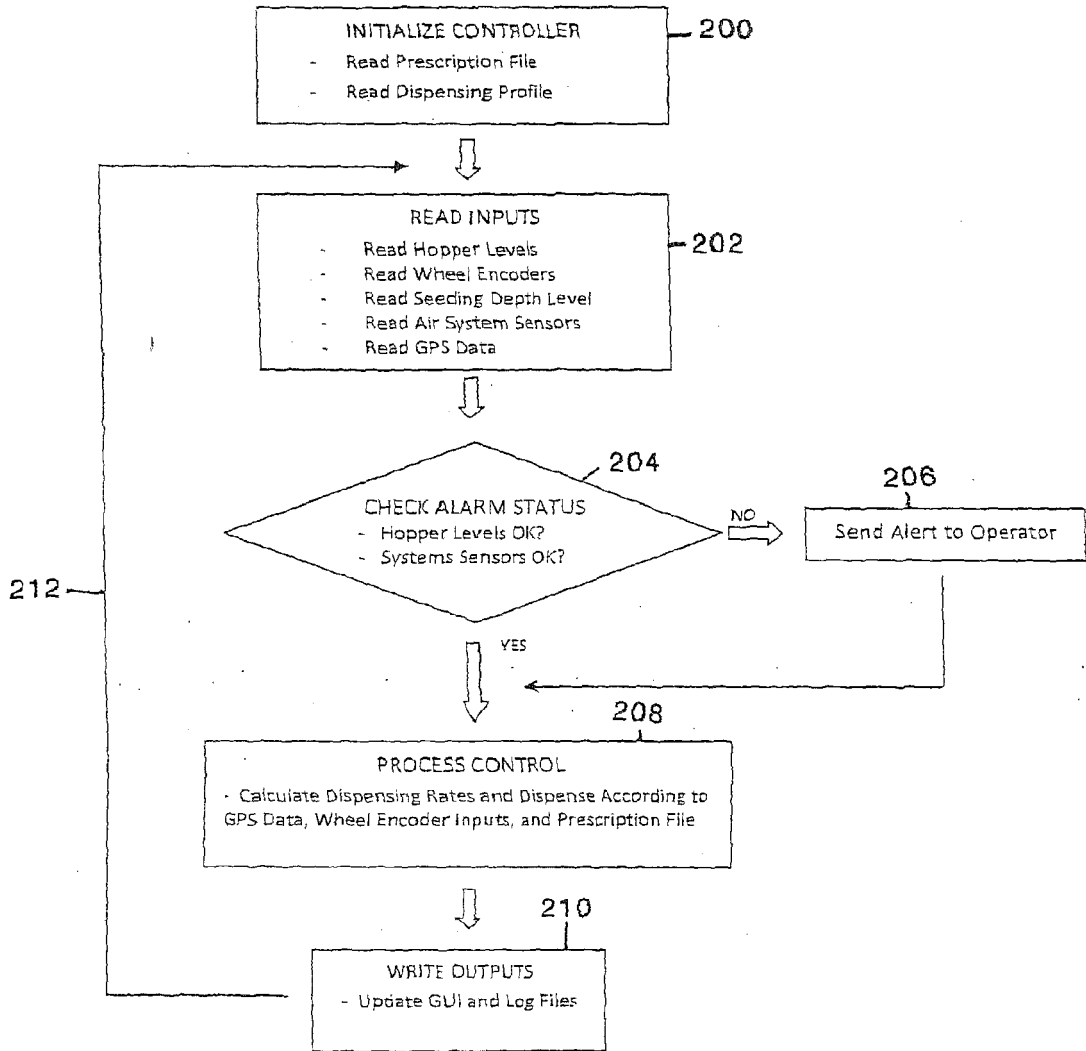 INITIALIZE CONTROLLER
- Read Prescription File
- Read Dispensing Profile
200
READ INPUTS
- Read Hopper Levels
- Read Wheel Encoders
- Read Seeding Depth Level
- Read Air System Sensors
- Read GPS Data
202
204
CHECK ALARM STATUS
- Hopper Levels OK?
- Systems Sensors OK?
NO
206
Send Alert to Operator
212
YES
208
PROCESS CONTROL
- Calculate Dispensing Rates and Dispense According to
GPS Data, Wheel Encoder Inputs, and Prescription File
210
WRITE OUTPUTS
- Update GUI and Log Files